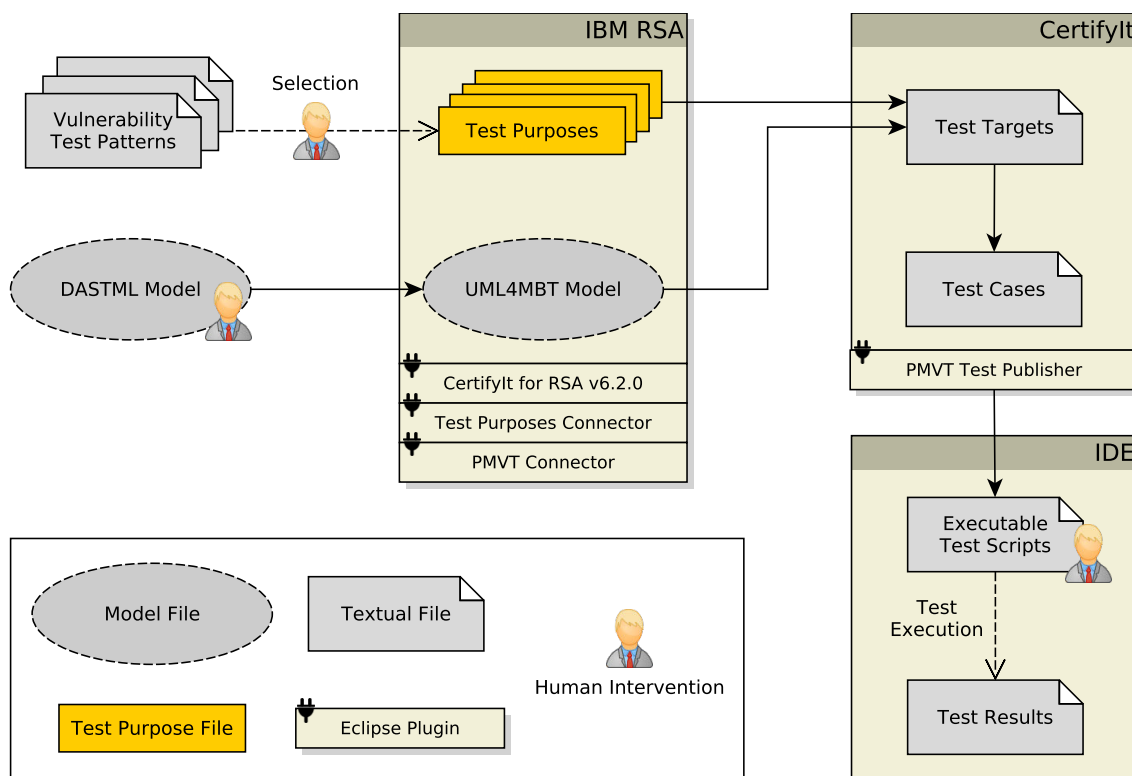 IBM RSA
CertifyIt
Selection
Vulnerability
Test Patterns
Test Purposes
Test Targets
DASTML Model
UML4MBT Model
Test Cases
CertifyIt for RSA v6.2.0
Test Purposes Connector
PMVT Connector
PMVT Test Publisher
IDE
Executable
Test Scripts
Test
Execution
Test Results
Model File
Textual File
Human Intervention
Test Purpose File
Eclipse Plugin